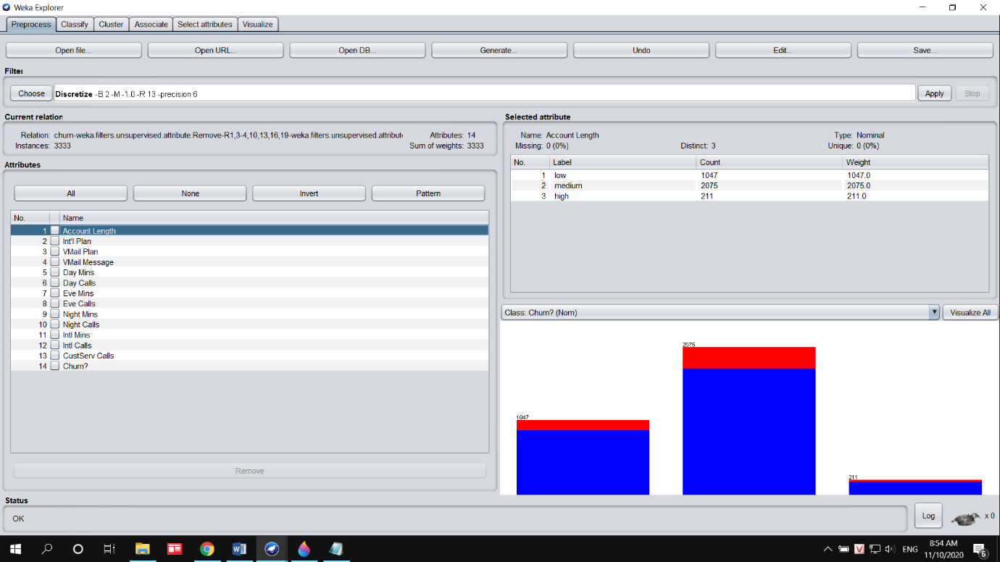 Weka Explorer
Preprocess Classify Cluster Associate Select attributes Visualize
Open file... Open URL... Open DB... Generate... Undo Edit... Save...
Filter
Choose Discretize -B 2 -M -1.0 -R 13 -precision 6 Apply Stop
Current relation
Relation: churn-weka.filters.unsupervised.attribute.Remove-R1,3-4,10,13,16,19-weka.filters.unsupervised.attribute Attributes: 14
Instances: 3333 Sum of weights: 3333
Attributes
All None Invert Pattern
No. Name
1 Account Length
2 Int'l Plan
3 VMail Plan
4 VMail Message
5 Day Mins
6 Day Calls
7 Eve Mins
8 Eve Calls
9 Night Mins
10 Night Calls
11 Intl Mins
12 Intl Calls
13 CustServ Calls
14 Churn?
Remove
Selected attribute
Name: Account Length Type: Nominal
Missing: 0 (0%) Distinct: 3 Unique: 0 (0%)
No. Label Count Weight
1 low 1047 1047.0
2 medium 2075 2075.0
3 high 211 211.0
Class: Churn? (Nom) Visualize All
2075
1047
211
Status
OK
Log x 0
ENG
8:54 AM
11/10/2020
6